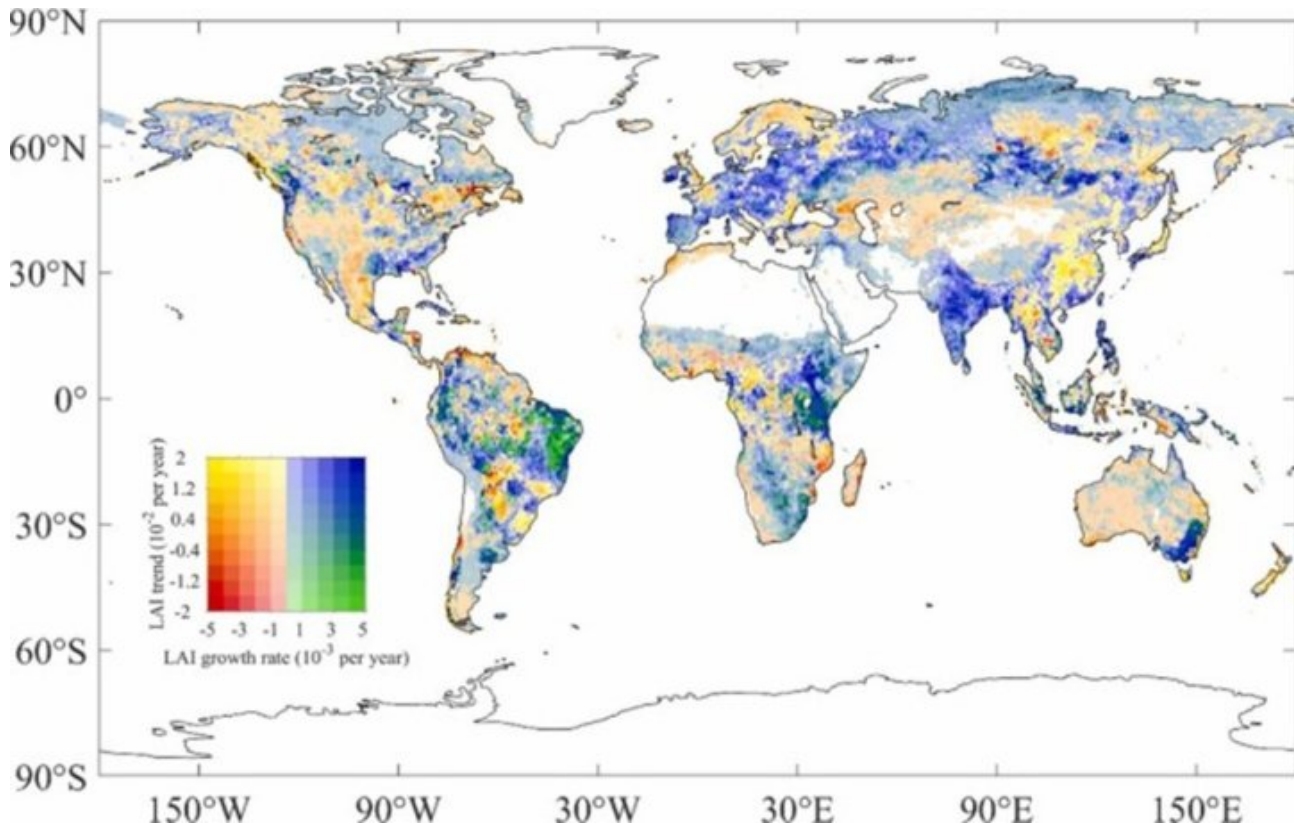 90°N
60°N
30°N
0°
30°S
60°S
90°S
150°W 90°W 30°W 30°E 90°E 150°E
LAI trend (10⁻² per year)
2
1.2
0.4
-0.4
-1.2
-2
-5 -3 -1 1 3 5
LAI growth rate (10⁻³ per year)